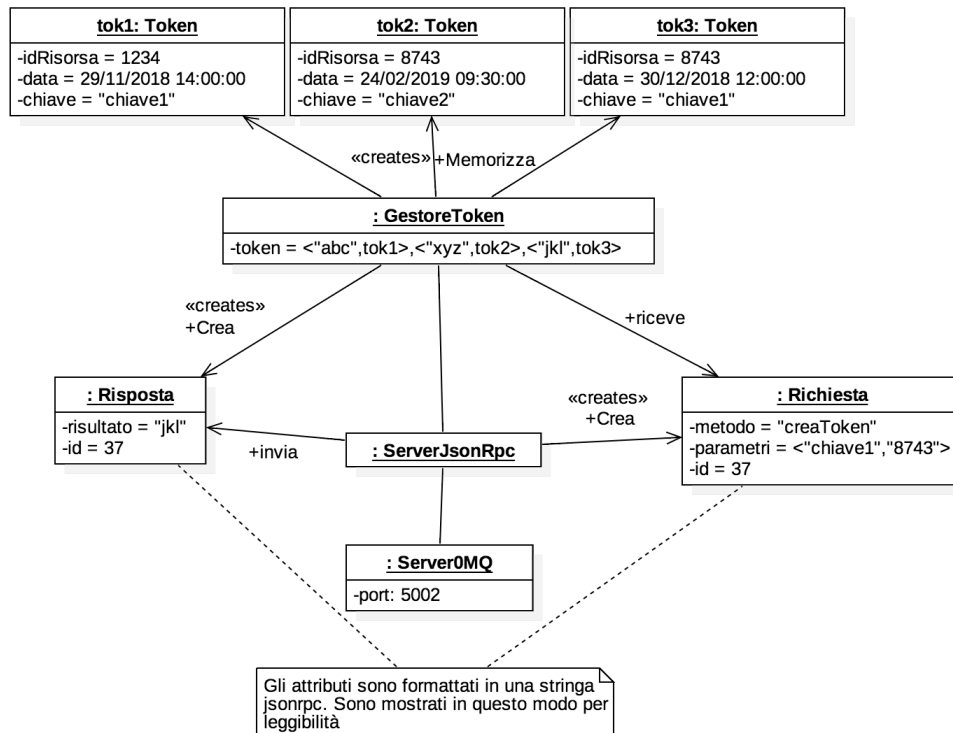 tok1: Token
-idRisorsa = 1234
-data = 29/11/2018 14:00:00
-chiave = "chiave1"
tok2: Token
-idRisorsa = 8743
-data = 24/02/2019 09:30:00
-chiave = "chiave2"
tok3: Token
-idRisorsa = 8743
-data = 30/12/2018 12:00:00
-chiave = "chiave1"
«creates»
+Memorizza
: GestoreToken
-token = <"abc",tok1>,<"xyz",tok2>,<"jkl",tok3>
«creates»
+Crea
+riceve
: Risposta
-risultato = "jkl"
-id = 37
+invia
: ServerJsonRpc
«creates»
+Crea
: Richiesta
-metodo = "creaToken"
-parametri = <"chiave1","8743">
-id = 37
: Server0MQ
-port: 5002
Gli attributi sono formattati in una stringa
jsonrpc. Sono mostrati in questo modo per
leggibilità